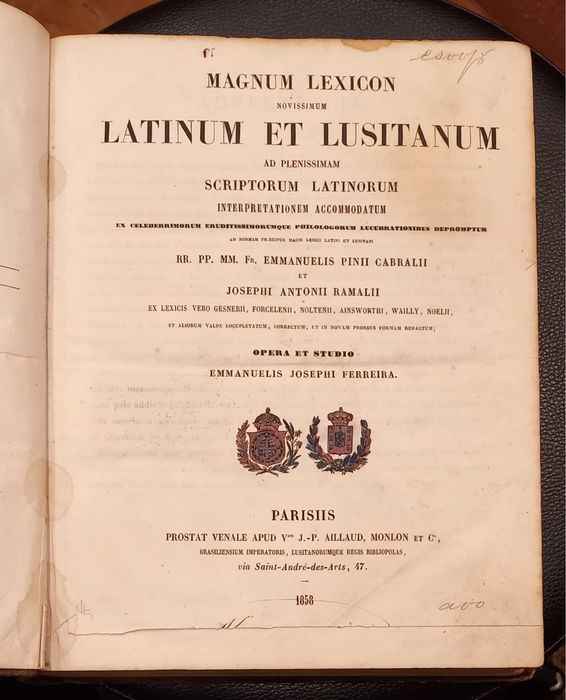 MAGNUM LEXICON
NOVISSIMUM
LATINUM ET LUSITANUM
AD PLENISSIMAM
SCRIPTORUM LATINORUM
INTERPRETATIONEM ACCOMMODATUM
EX CELEBERRIMORUM ERUDITISSIMORUMQUE PHILOLOGORUM LUCUBRATIONIBUS DEPROMPTUM
AD NORMAM PRÆCIPUE MAGNI LEXICI LATINI ET LUSITANI
RR. PP. MM. Fr. EMMANUELIS PINII CABRALII
ET
JOSEPHI ANTONII RAMALII
EX LEXICIS VERO GESNERII, FORCELENII, NOLTENII, AINSWORTHI, WAILLY, NOELII,
ET ALIORUM VALDE LOCUPLETATUM, CORRECTUM, ET IN NOVAM PRORSUS FORMAM REDACTUM;
OPERA ET STUDIO
EMMANUELIS JOSEPHI FERREIRA.
PARISIIS
PROSTAT VENALE APUD Vam J.-P. AILLAUD, MONLON ET Ce,
BRASILIENSIUM IMPERATORIS, LUSITANORUMQUE REGIS BIBLIOPOLAS,
via Saint-André-des-Arts, 47.
1858
avo